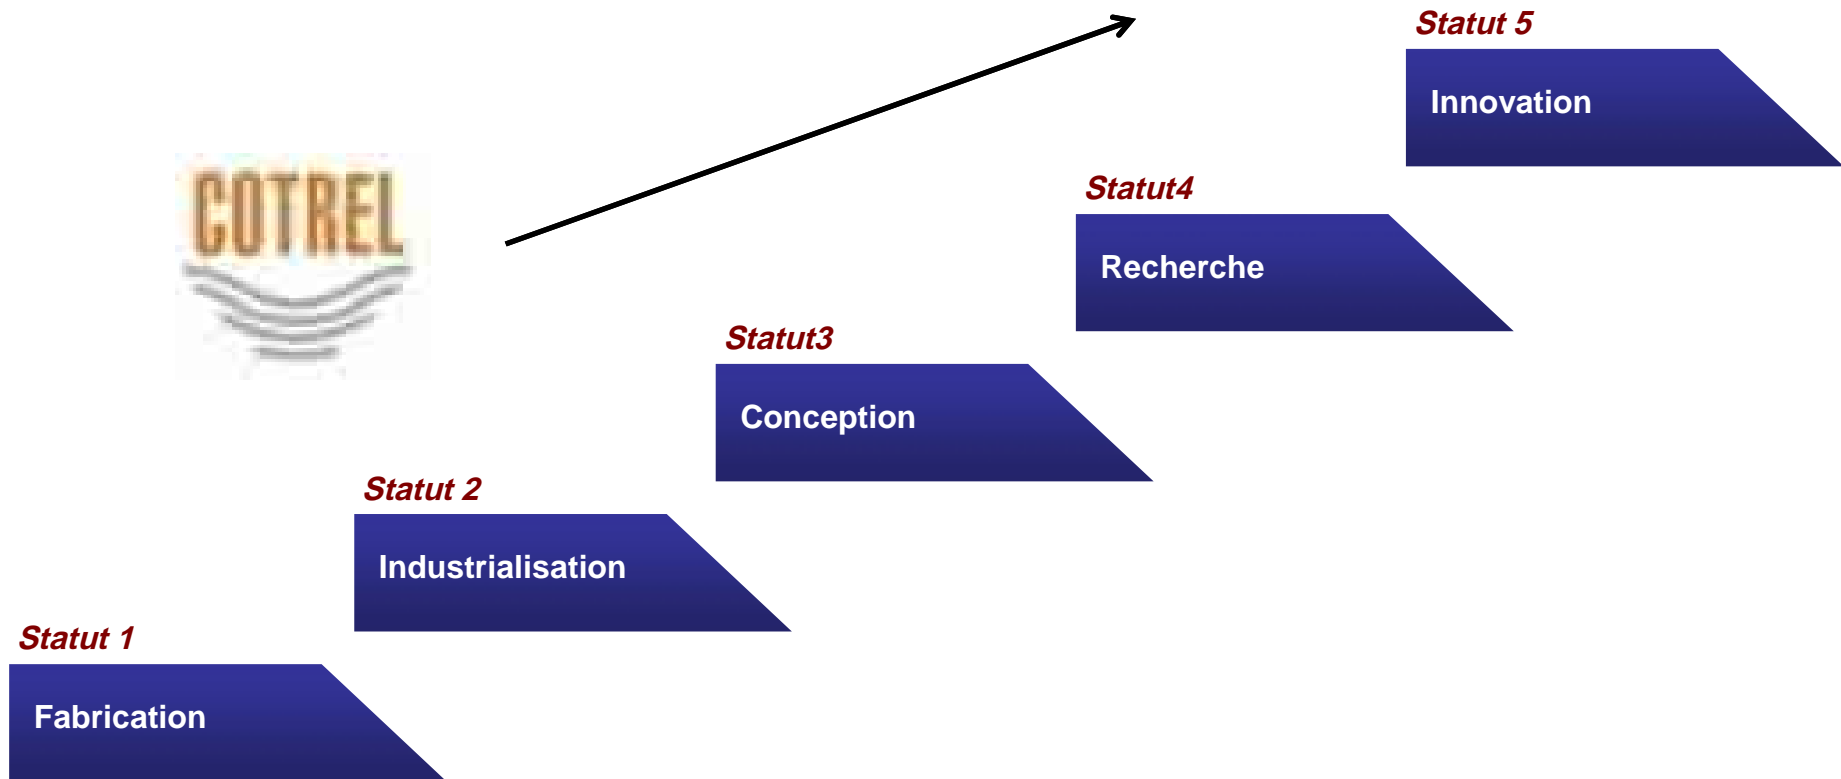 Statut 5
Innovation
COTREL
Statut4
Recherche
Statut3
Conception
Statut 2
Industrialisation
Statut 1
Fabrication